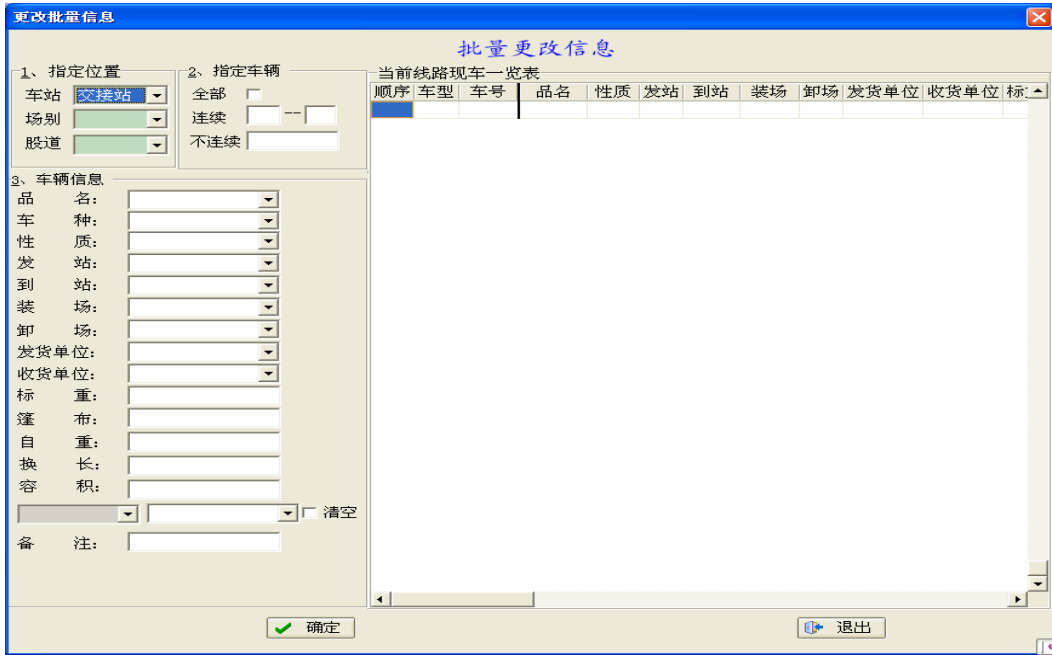 更改批量信息
批量更改信息
1、指定位置
车站 交接站
场别
股道
2、指定车辆
全部
连续 --
不连续
3、车辆信息
品 名：
车 种：
性 质：
发 站：
到 站：
装 场：
卸 场：
发货单位：
收货单位：
标 重：
篷 布：
自 重：
换 长：
容 积：
清空
备 注：
当前线路现车一览表
顺序 车型 车号 品名 性质 发站 到站 装场 卸场 发货单位 收货单位 标
确定
退出